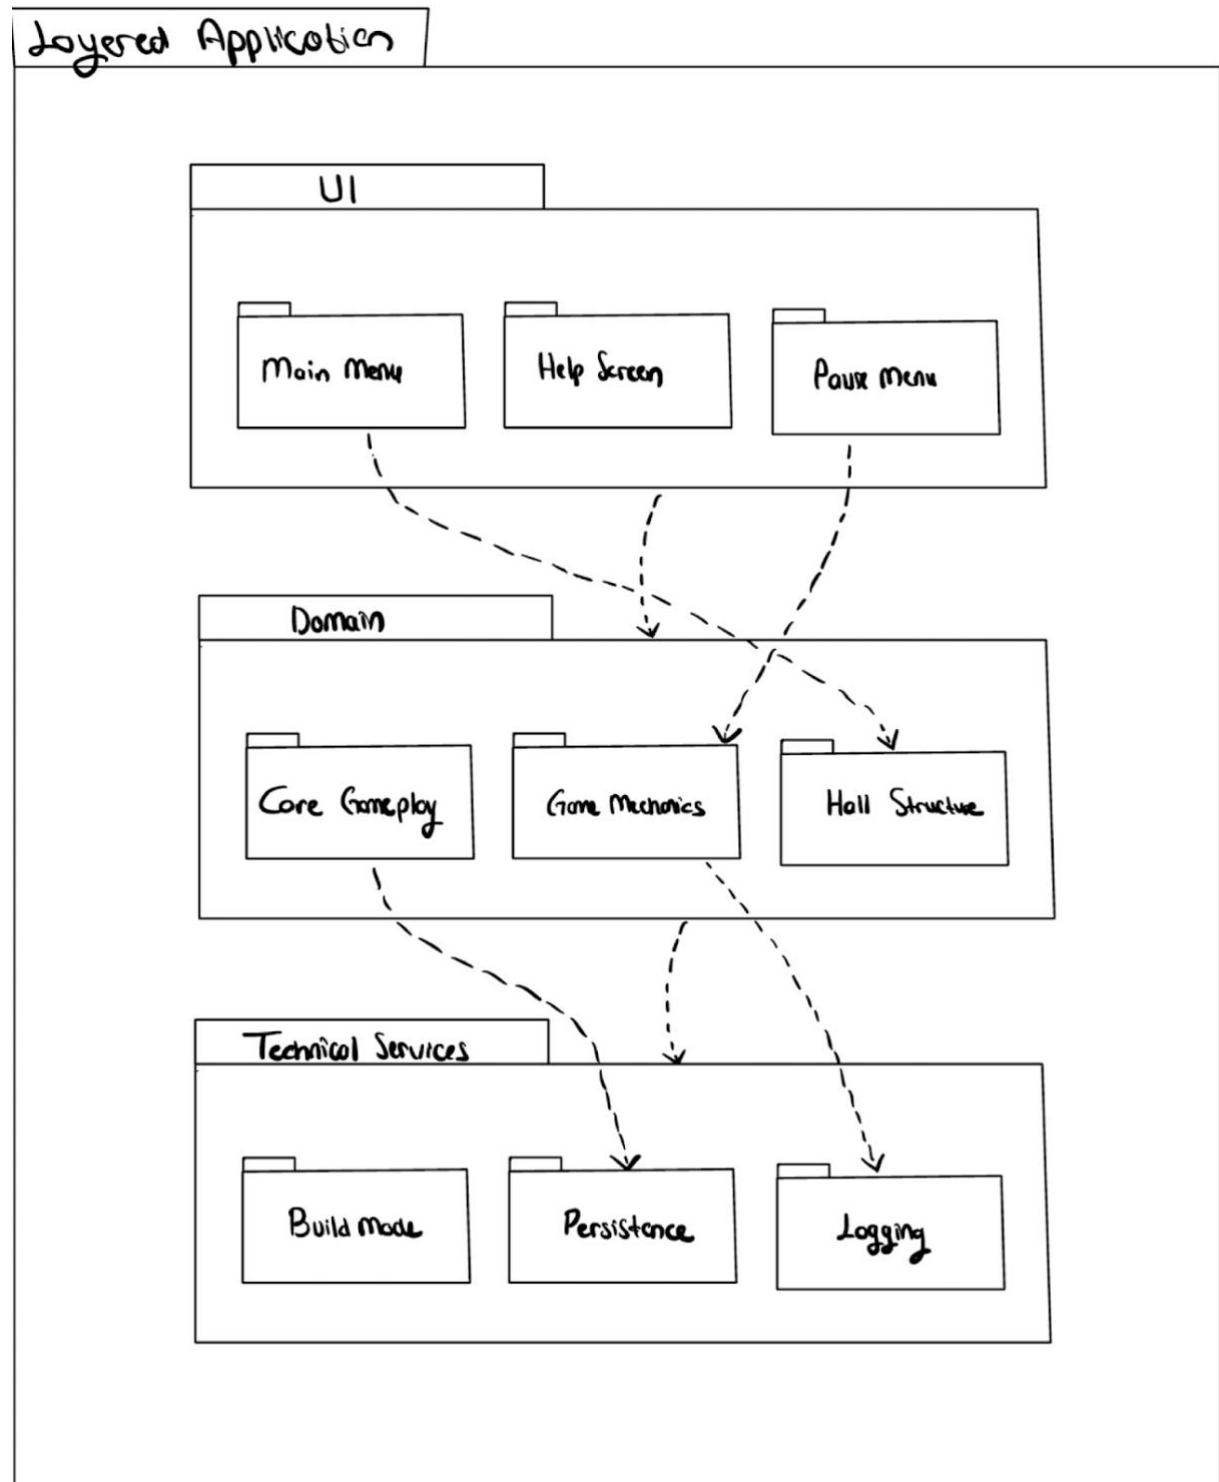 Layered Application
UI
Main Menu
Help Screen
Pause Menu
Domain
Core Gameplay
Game Mechanics
Hall Structure
Technical Services
Build Mode
Persistance
Logging